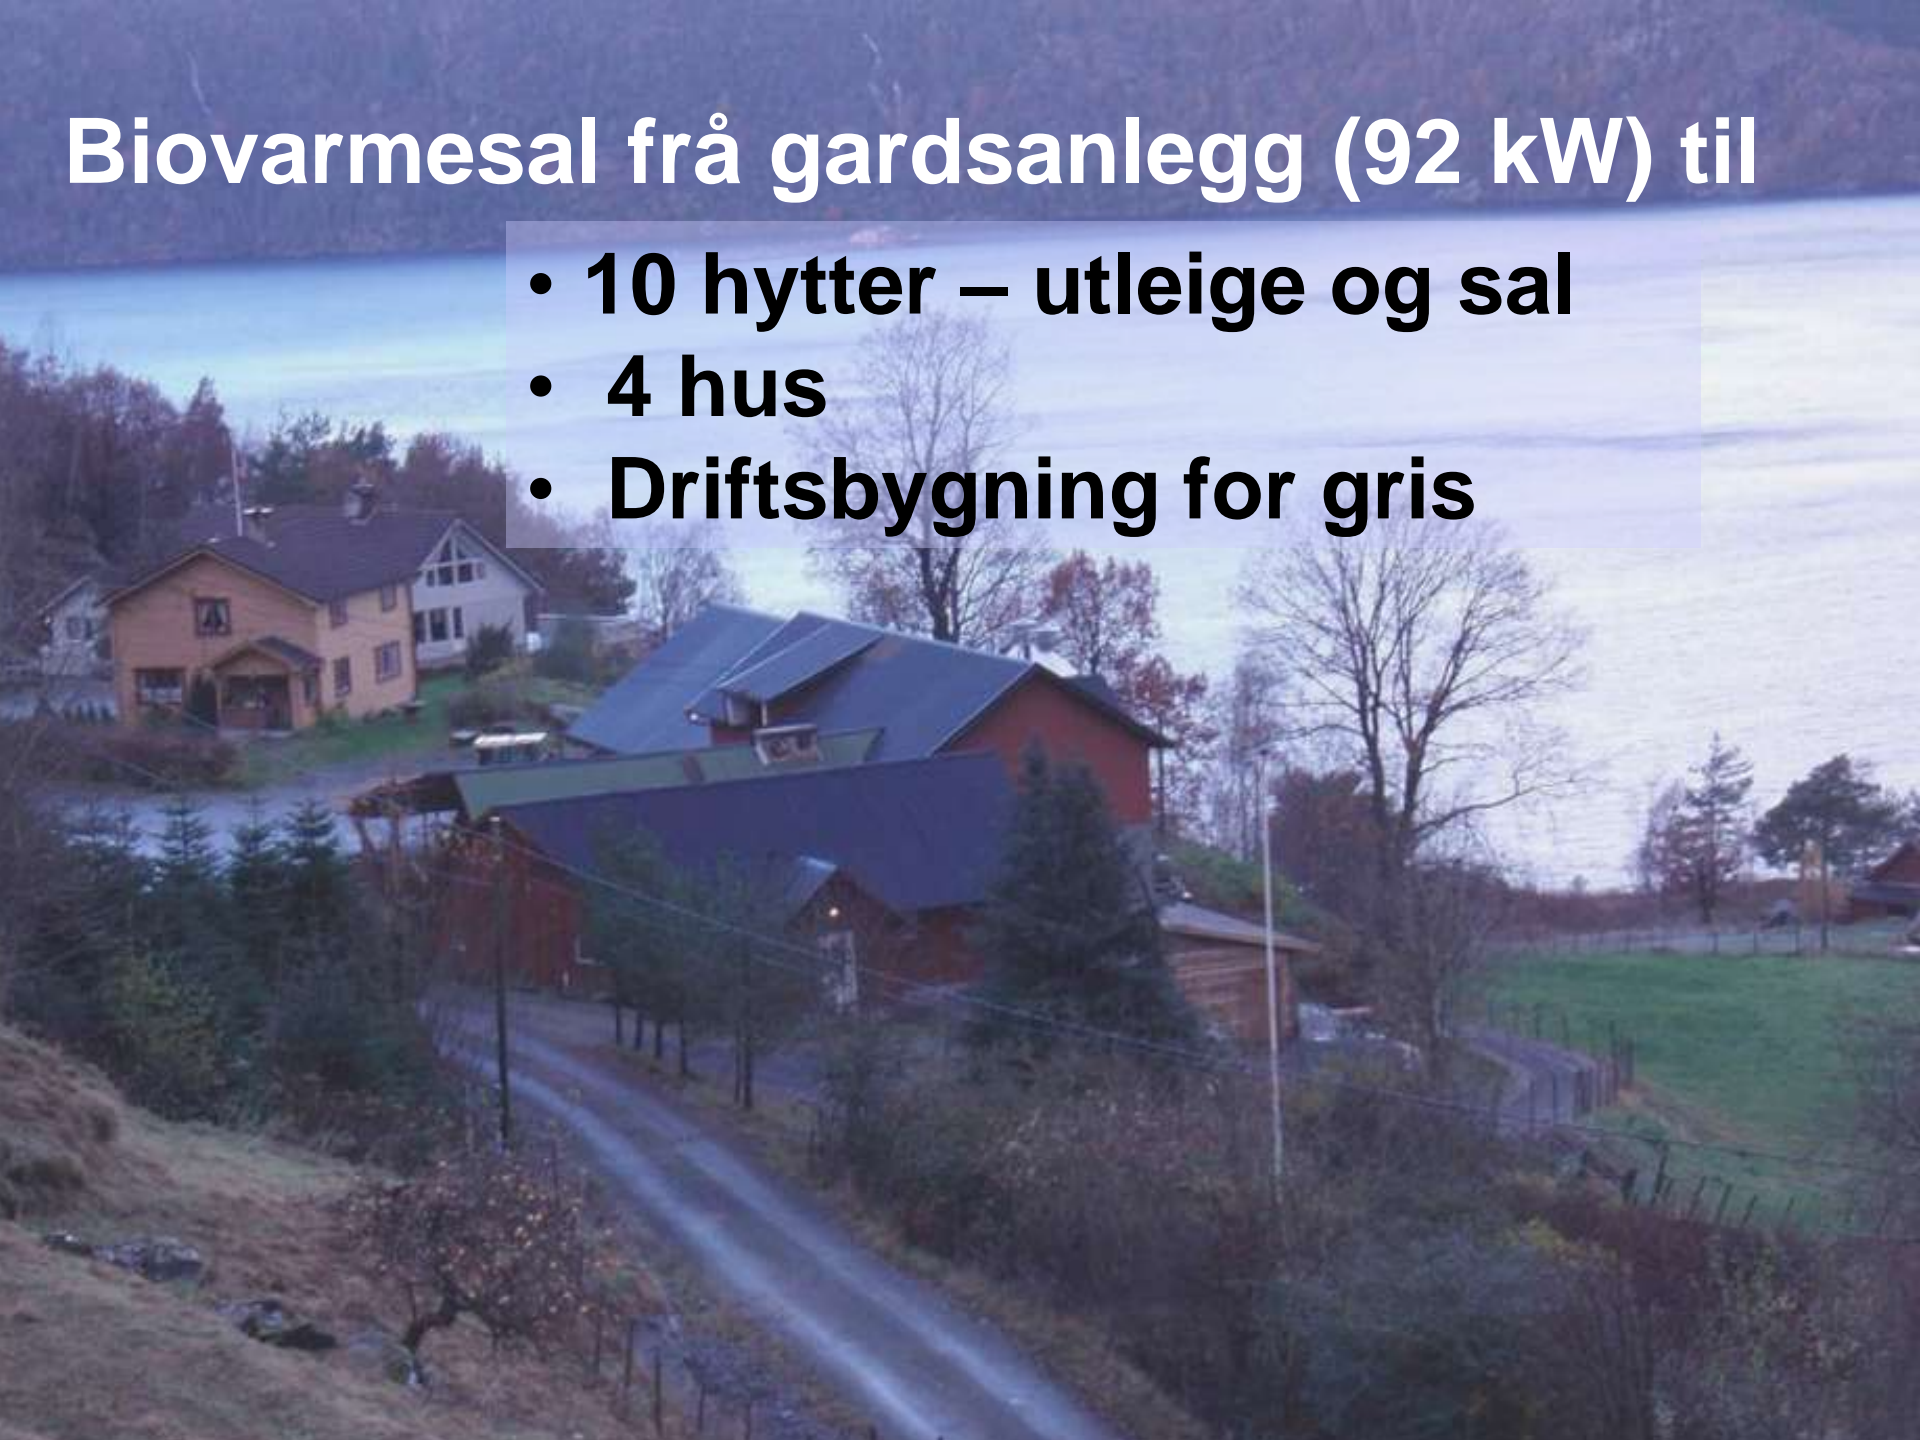 Biovarmesal frå gardsanlegg (92 kW) til
• 10 hytter – utleige og sal
• 4 hus
• Driftsbygning for gris